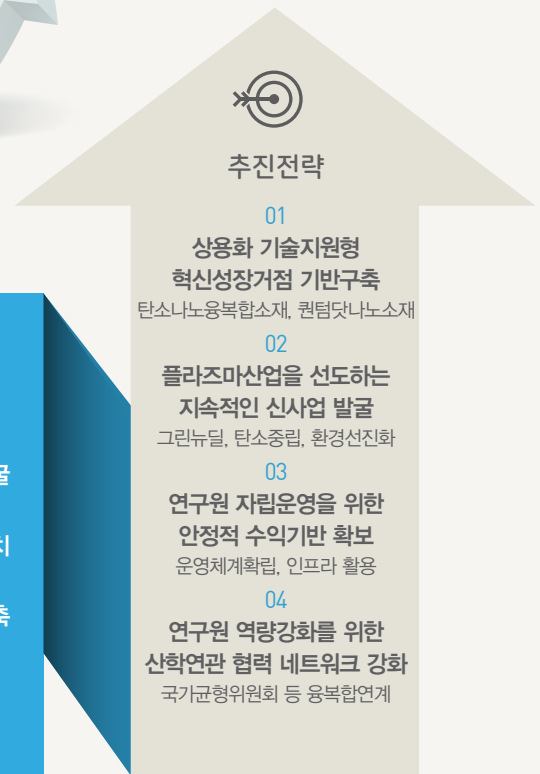 추진전략
01
상용화 기술지원형
혁신성장거점 기반구축
탄소나노융복합소재, 퀀텀닷나노소재
02
플라즈마산업을 선도하는
지속적인 신사업 발굴
그린뉴딜, 탄소중립, 환경선진화
03
연구원 자립운영을 위한
안정적 수익기반 확보
운영체계확립, 인프라 활용
04
연구원 역량강화를 위한
산학연관 협력 네트워크 강화
국가균형위원회 등 융복합연계
굴
치
축